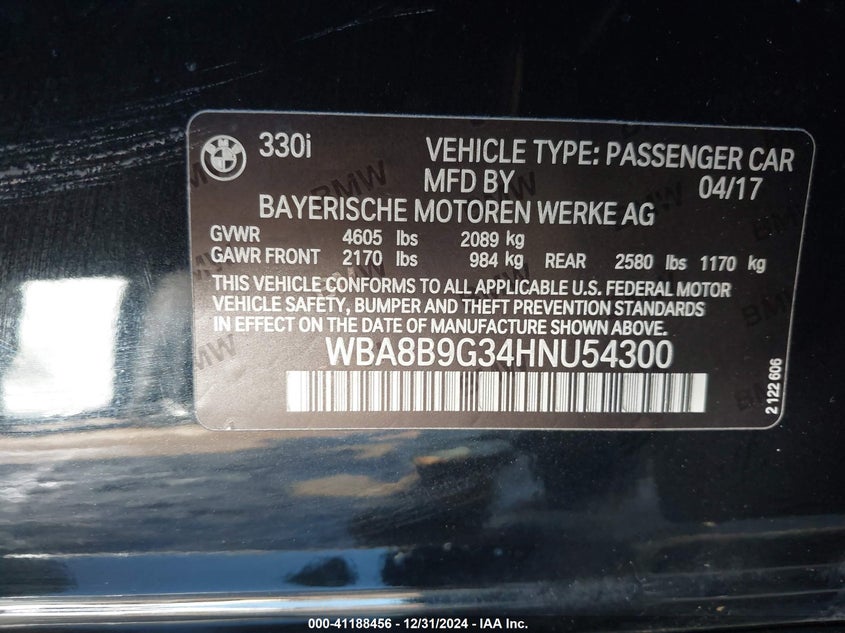 330i
VEHICLE TYPE: PASSENGER CAR
MFD BY 04/17
BAYERISCHE MOTOREN WERKE AG
GVWR 4605 lbs 2089 kg
GAWR FRONT 2170 lbs 984 kg REAR 2580 lbs 1170 kg
THIS VEHICLE CONFORMS TO ALL APPLICABLE U.S. FEDERAL MOTOR
VEHICLE SAFETY, BUMPER AND THEFT PREVENTION STANDARDS
IN EFFECT ON THE DATE OF MANUFACTURE SHOWN ABOVE.
WBA8B9G34HNU54300
2 122 606
000-41188456 - 12/31/2024 - IAA Inc.